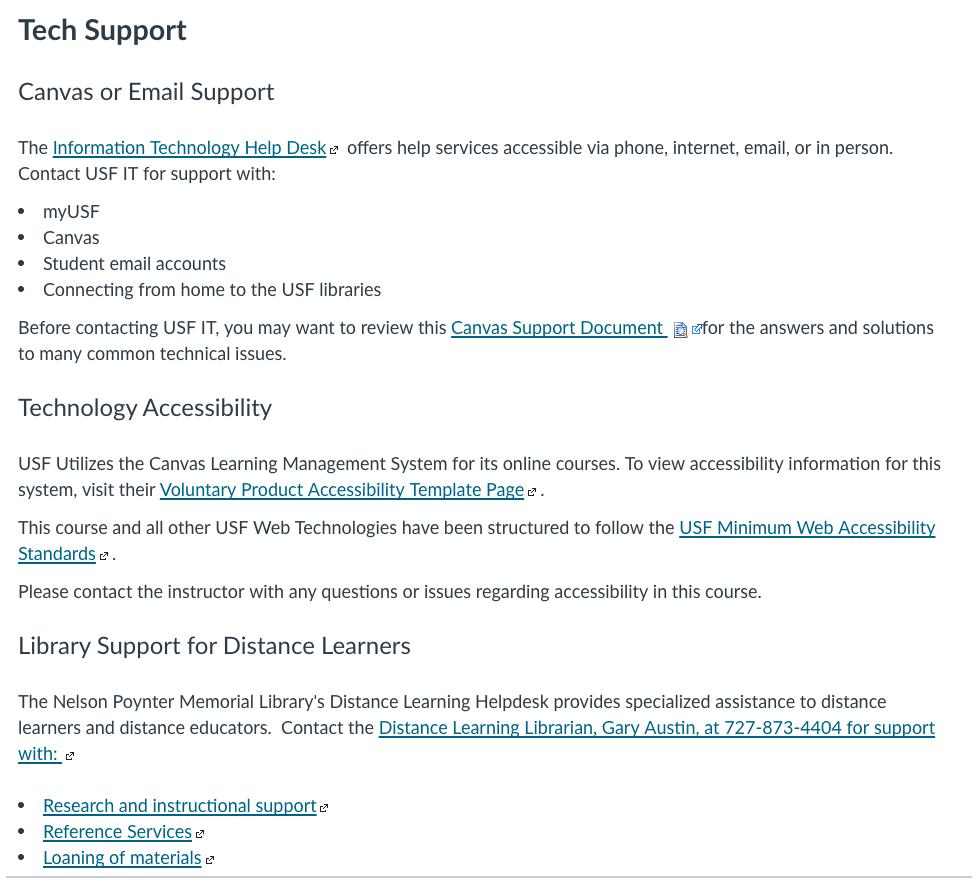 Tech Support
Canvas or Email Support
The Information Technology Help Desk offers help services accessible via phone, internet, email, or in person.
Contact USF IT for support with:
• myUSF
• Canvas
• Student email accounts
• Connecting from home to the USF libraries
Before contacting USF IT, you may want to review this Canvas Support Document for the answers and solutions
to many common technical issues.
Technology Accessibility
USF Utilizes the Canvas Learning Management System for its online courses. To view accessibility information for this
system, visit their Voluntary Product Accessibility Template Page .
This course and all other USF Web Technologies have been structured to follow the USF Minimum Web Accessibility
Standards .
Please contact the instructor with any questions or issues regarding accessibility in this course.
Library Support for Distance Learners
The Nelson Poynter Memorial Library's Distance Learning Helpdesk provides specialized assistance to distance
learners and distance educators. Contact the Distance Learning Librarian, Gary Austin, at 727-873-4404 for support
with:
• Research and instructional support
• Reference Services
• Loaning of materials